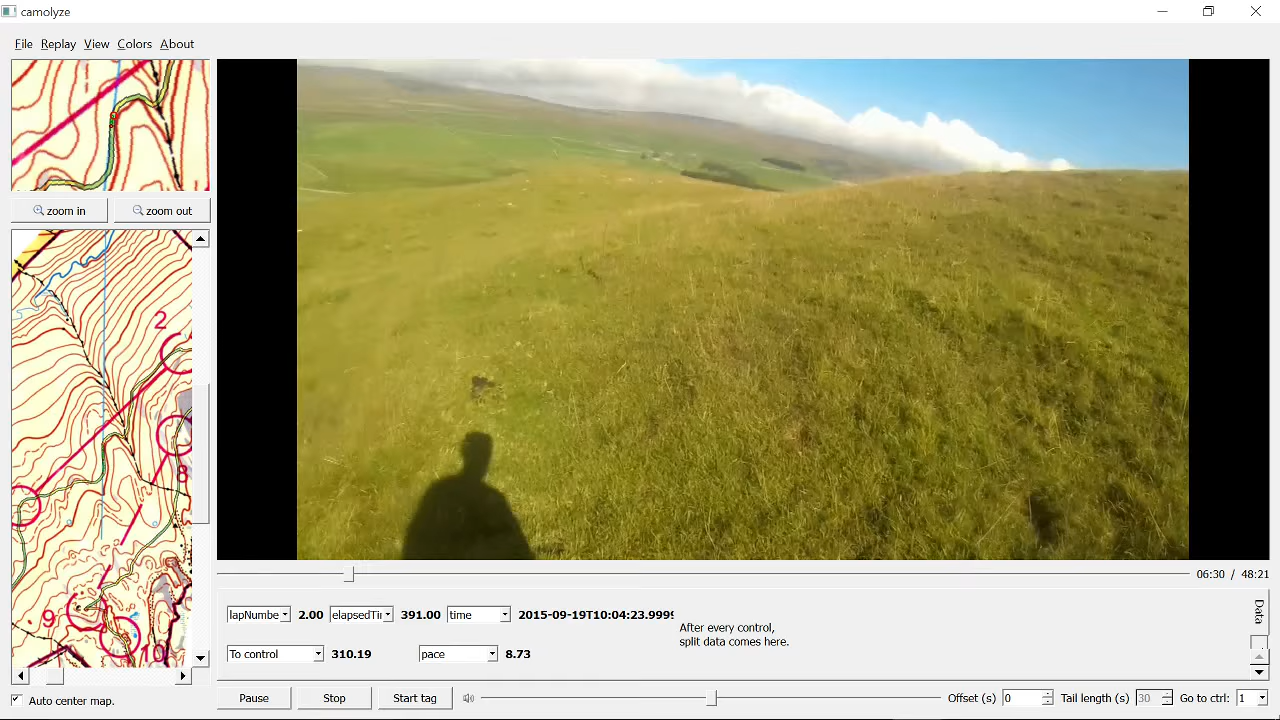 camolyze
File Replay View Colors About
zoom in zoom out
2
8
9
10
06:30 / 48:21
lapNumbe 2.00 elapsedTi 391.00 time 2015-09-19T10:04:23.999
After every control,
split data comes here.
Data
To control 310.19 pace 8.73
Auto center map.
Pause Stop Start tag Offset (s) 0 Tail length (s) 30 Go to ctrl: 1